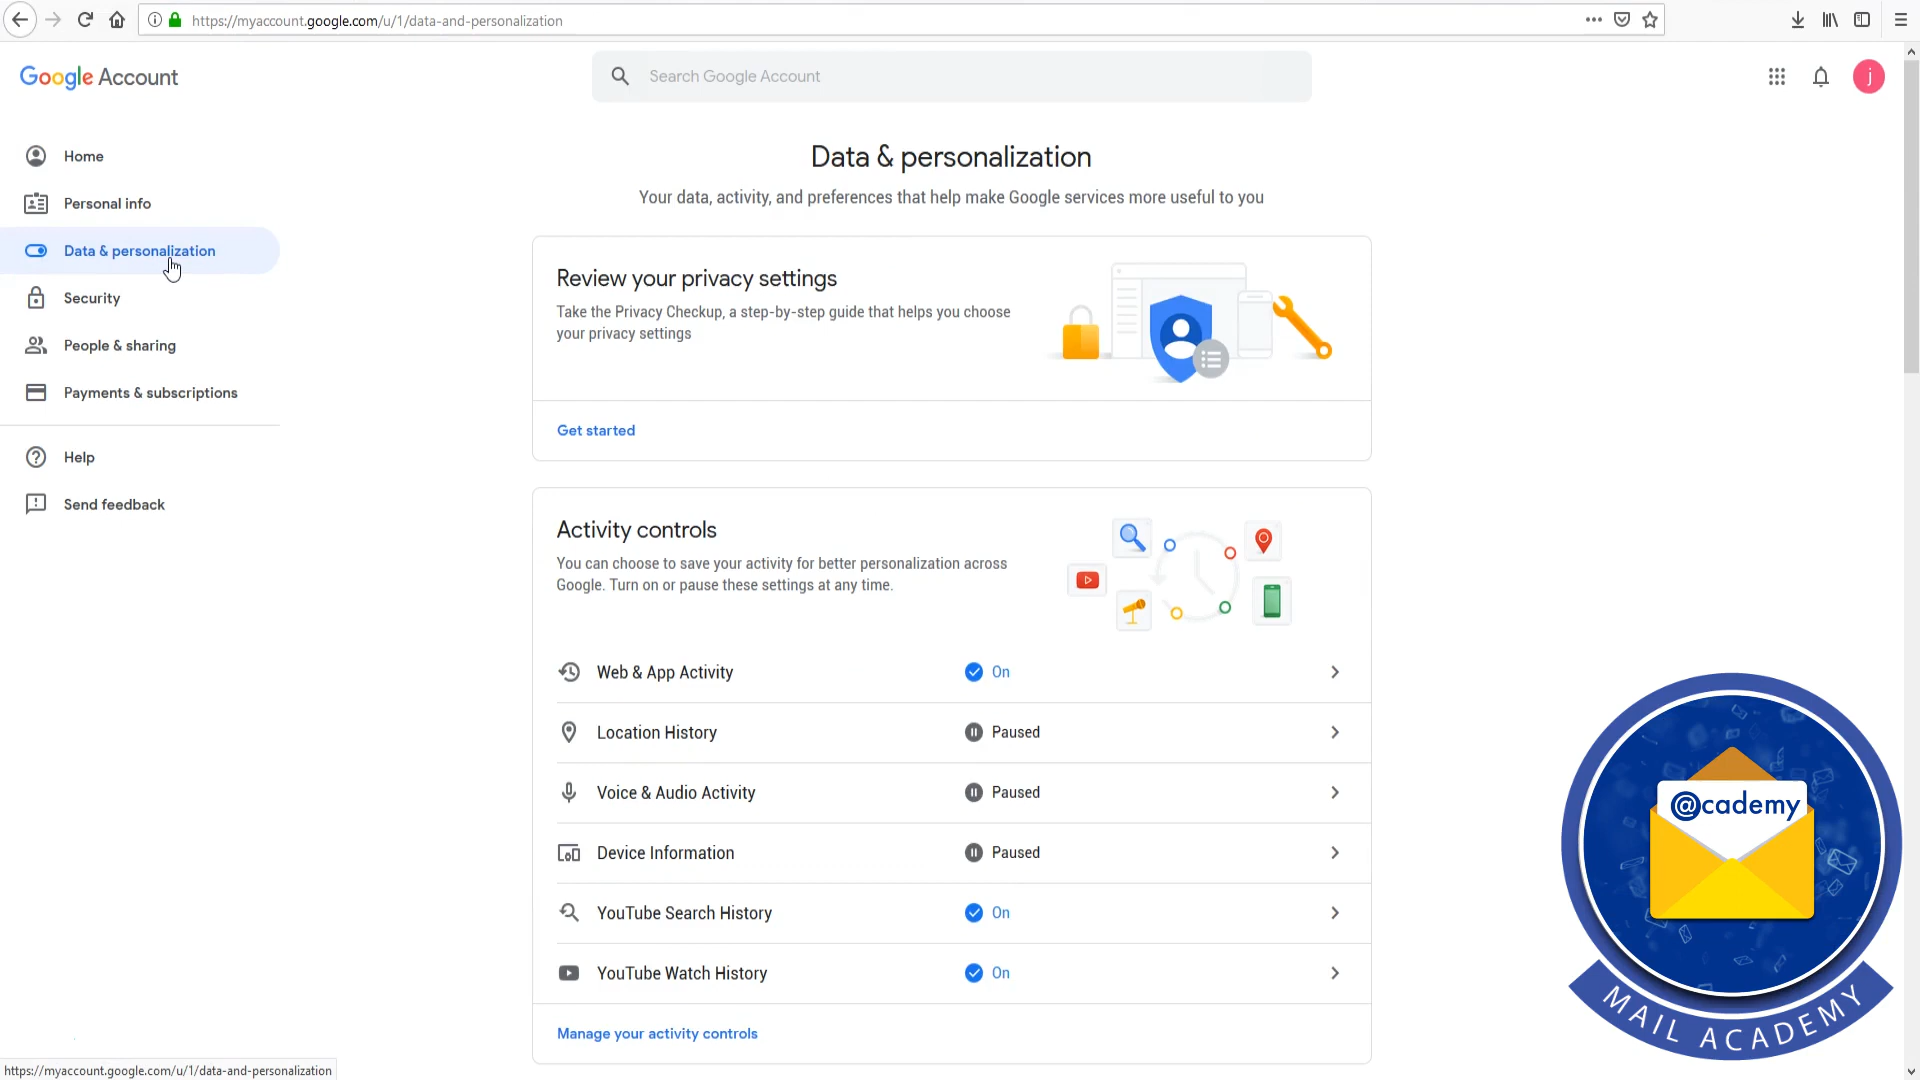 https://myaccount.google.com/u/1/data-and-personalization
Google Account
Search Google Account
j
Home
Personal info
Data & personalization
Security
People & sharing
Payments & subscriptions
Help
Send feedback
Data & personalization
Your data, activity, and preferences that help make Google services more useful to you
Review your privacy settings
Take the Privacy Checkup, a step-by-step guide that helps you choose
your privacy settings
Get started
Activity controls
You can choose to save your activity for better personalization across
Google. Turn on or pause these settings at any time.
Web & App Activity On
Location History Paused
Voice & Audio Activity Paused
Device Information Paused
YouTube Search History On
YouTube Watch History On
Manage your activity controls
@cademy
MAIL ACADEMY
https://myaccount.google.com/u/1/data-and-personalization